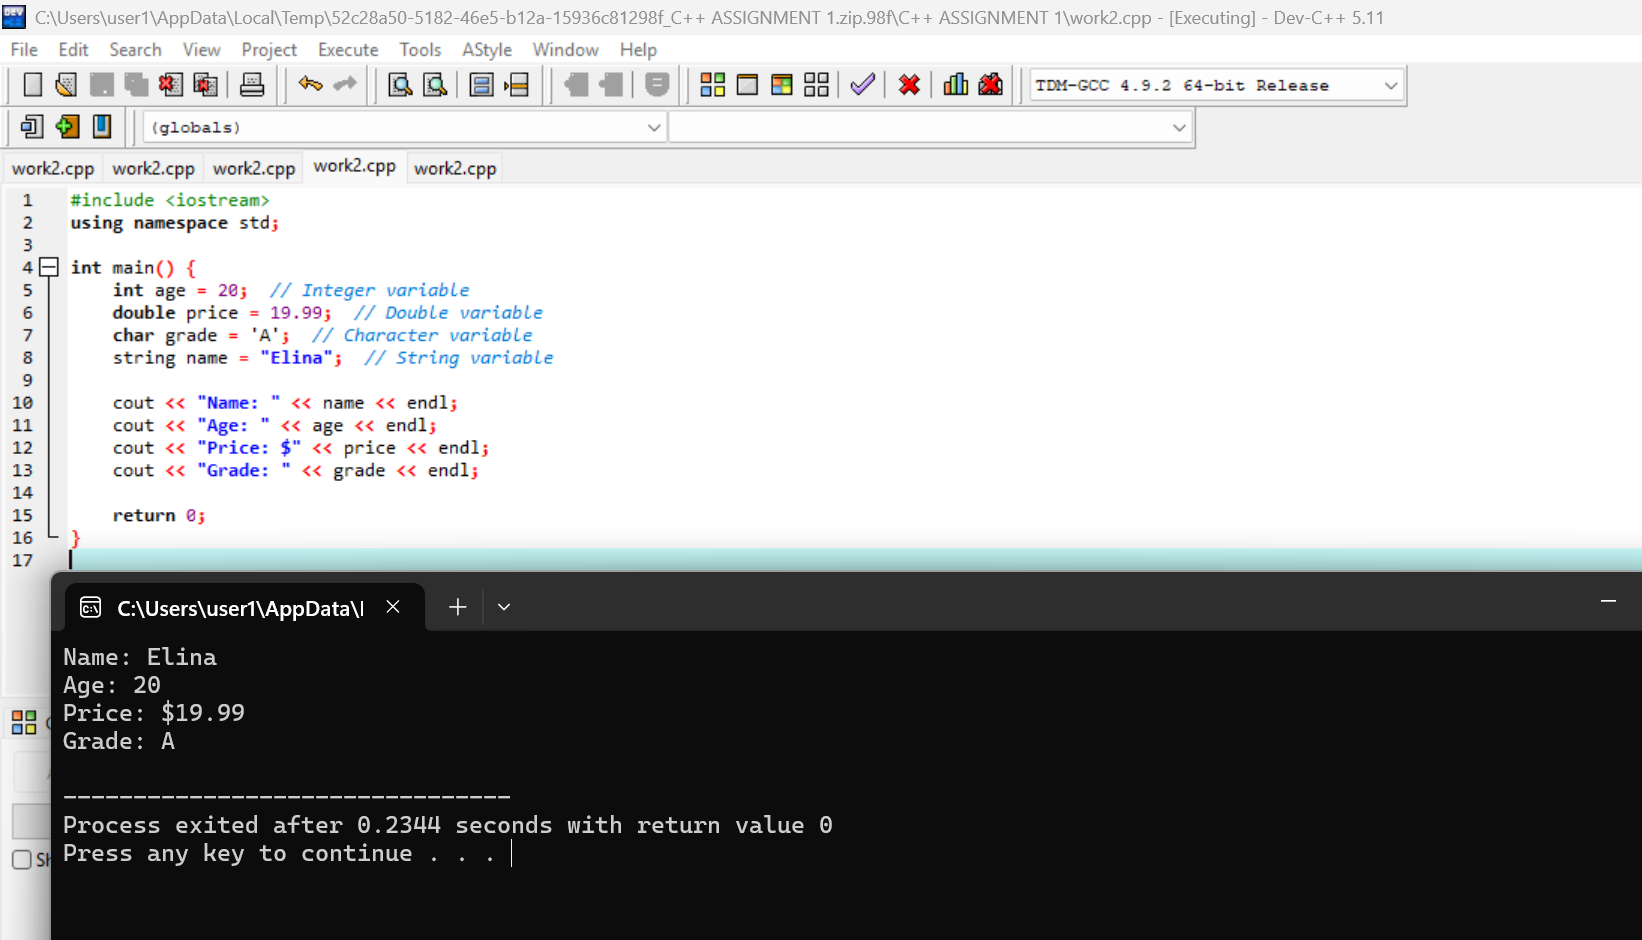 C:\Users\user1\AppData\Local\Temp\52c28a50-5182-46e5-b12a-15936c81298f_C++ ASSIGNMENT 1.zip.98f\C++ ASSIGNMENT 1\work2.cpp - [Executing] - Dev-C++ 5.11
File Edit Search View Project Execute Tools AStyle Window Help
TDM-GCC 4.9.2 64-bit Release
(globals)
work2.cpp work2.cpp work2.cpp work2.cpp work2.cpp
1 #include <iostream>
2 using namespace std;
3
4 int main() {
5 int age = 20; // Integer variable
6 double price = 19.99; // Double variable
7 char grade = 'A'; // Character variable
8 string name = "Elina"; // String variable
9
10 cout << "Name: " << name << endl;
11 cout << "Age: " << age << endl;
12 cout << "Price: $" << price << endl;
13 cout << "Grade: " << grade << endl;
14
15 return 0;
16 }
17
C:\Users\user1\AppData\l
Name: Elina
Age: 20
Price: $19.99
Grade: A
--------------------------------
Process exited after 0.2344 seconds with return value 0
Press any key to continue . . .